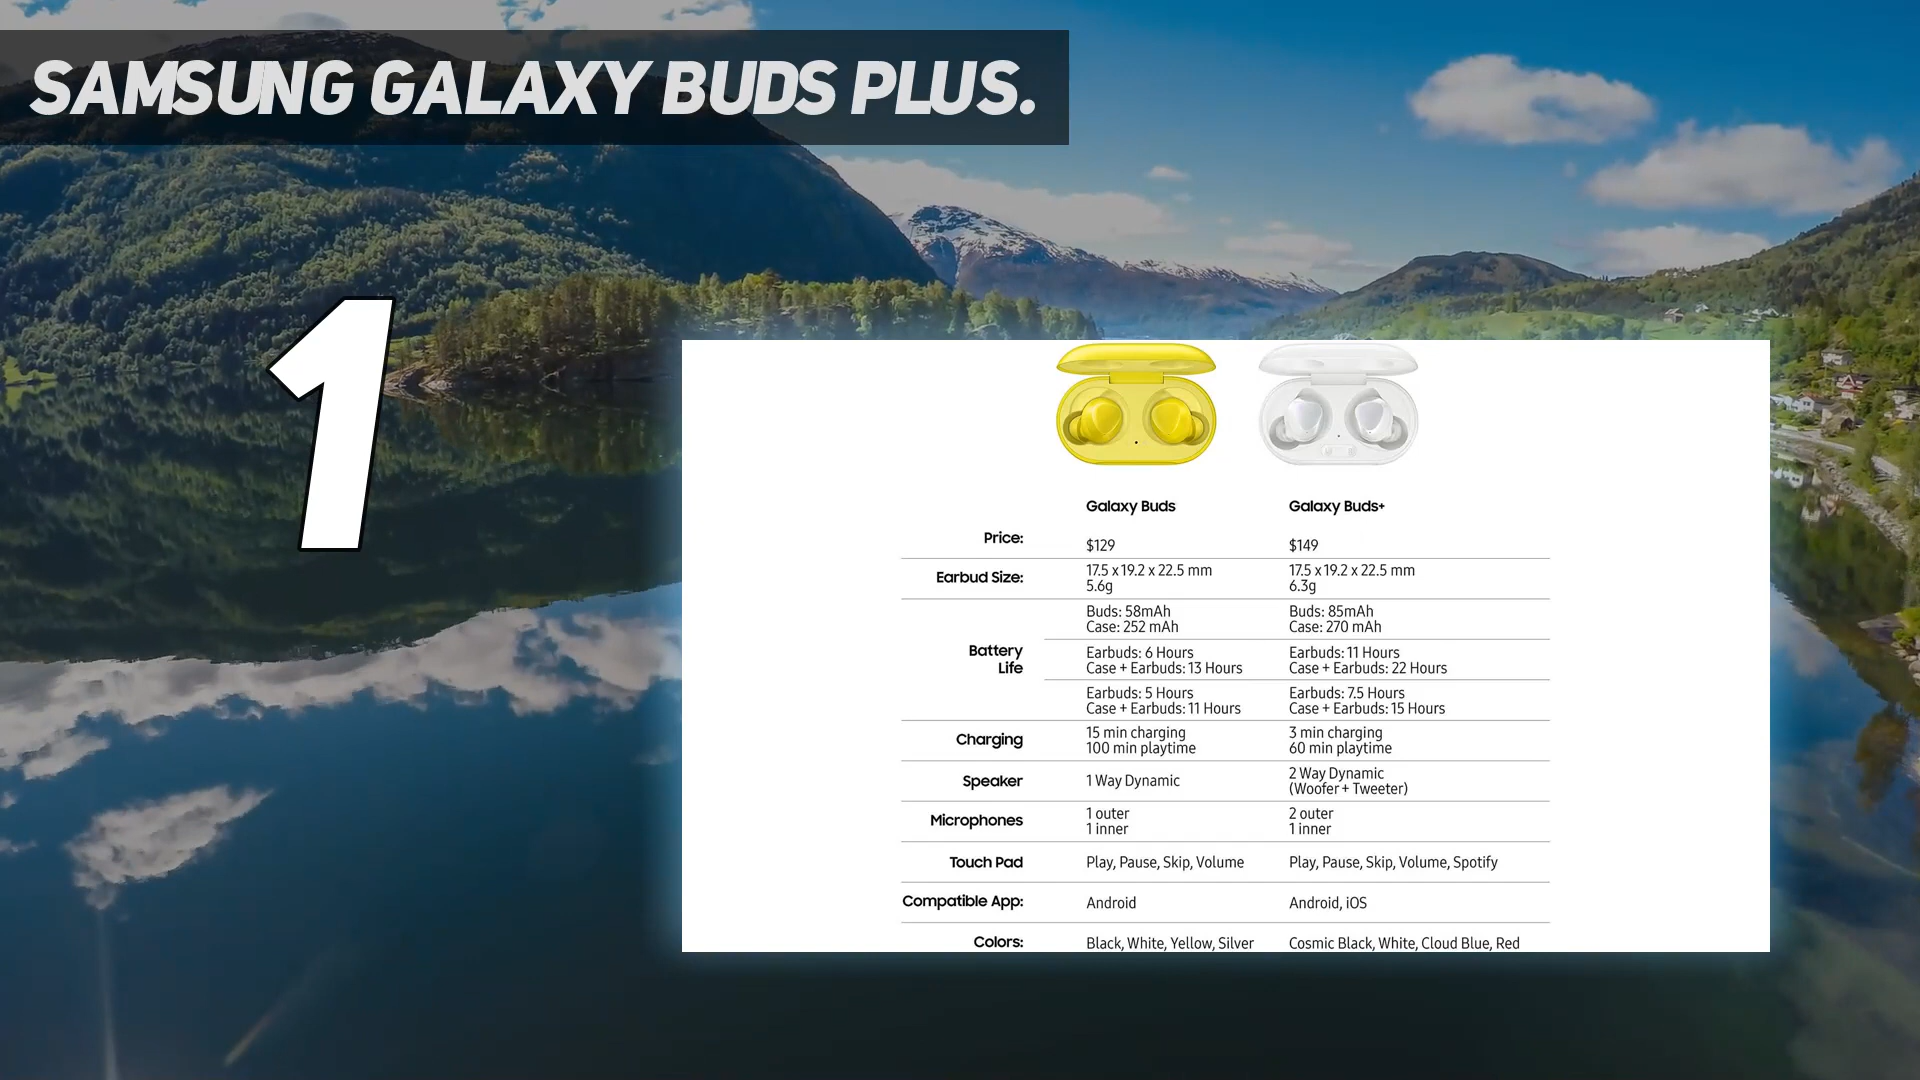 SAMSUNG GALAXY BUDS PLUS.
1
Galaxy Buds Galaxy Buds+
Price: $129 $149
Earbud Size: 17.5 x 19.2 x 22.5 mm 17.5 x 19.2 x 22.5 mm
5.6g 6.3g
Buds: 58mAh Buds: 85mAh
Case: 252 mAh Case: 270 mAh
Battery Life Earbuds: 6 Hours Earbuds: 11 Hours
Case + Earbuds: 13 Hours Case + Earbuds: 22 Hours
Earbuds: 5 Hours Earbuds: 7.5 Hours
Case + Earbuds: 11 Hours Case + Earbuds: 15 Hours
Charging 15 min charging 3 min charging
100 min playtime 60 min playtime
Speaker 1 Way Dynamic 2 Way Dynamic
(Woofer + Tweeter)
Microphones 1 outer 2 outer
1 inner 1 inner
Touch Pad Play, Pause, Skip, Volume Play, Pause, Skip, Volume, Spotify
Compatible App: Android Android, iOS
Colors: Black, White, Yellow, Silver Cosmic Black, White, Cloud Blue, Red